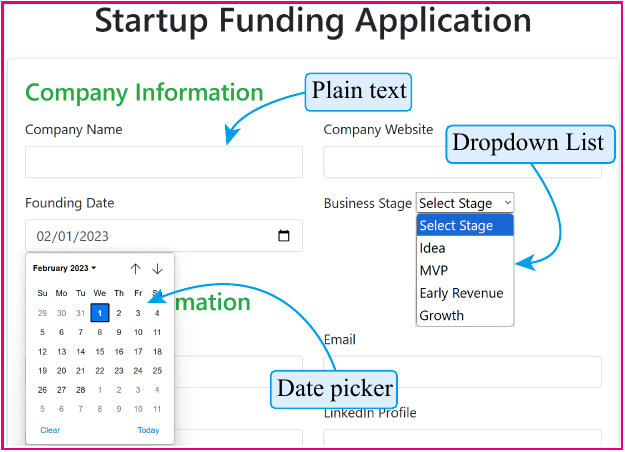 Startup Funding Application
Company Information
Plain text
Company Name
Company Website
Dropdown List
Founding Date
Business Stage Select Stage
02/01/2023
Select Stage
Idea
MVP
Early Revenue
Growth
February 2023
Su Mo Tu We Th Fr Sa
29 30 31 1 2 3 4
5 6 7 8 9 10 11
12 13 14 15 16 17 18
19 20 21 22 23 24 25
26 27 28 1 2 3 4
5 6 7 8 9 10 11
Clear Today
mation
Email
Date picker
LinkedIn Profile